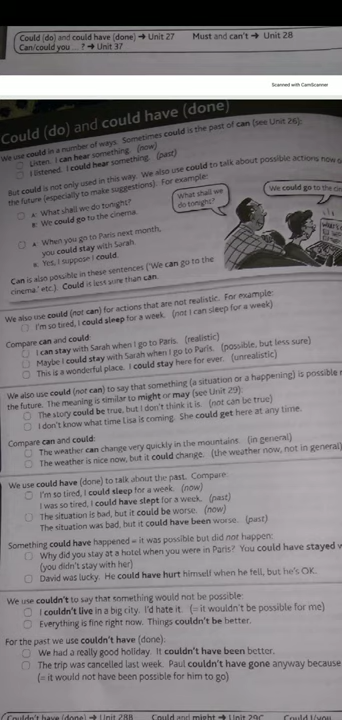 Could (do) and could have (done) → Unit 27 Must and can't → Unit 28
Can/could you ... ? → Unit 37
Scanned with CamScanner
Could (do) and could have (done)
We use could in a number of ways. Sometimes could is the past of can (see Unit 26):
Listen. I can hear something. (now)
I listened. I could hear something. (past)
But could is not only used in this way. We also use could to talk about possible actions now o
the future (especially to make suggestions). For example:
A: What shall we do tonight?
B: We could go to the cinema.
What shall we
do tonight?
We could go to the cin
A: When you go to Paris next month,
you could stay with Sarah.
B: Yes, I suppose I could.
Can is also possible in these sentences ('We can go to the
cinema.' etc.). Could is less sure than can.
We also use could (not can) for actions that are not realistic. For example:
I'm so tired, I could sleep for a week. (not I can sleep for a week)
Compare can and could:
I can stay with Sarah when I go to Paris. (realistic)
Maybe I could stay with Sarah when I go to Paris. (possible, but less sure)
This is a wonderful place. I could stay here for ever. (unrealistic)
We also use could (not can) to say that something (a situation or a happening) is possible
the future. The meaning is similar to might or may (see Unit 29):
The story could be true, but I don't think it is. (not can be true)
I don't know what time Lisa is coming. She could get here at any time.
Compare can and could:
The weather can change very quickly in the mountains. (in general)
The weather is nice now, but it could change. (the weather now, not in general)
We use could have (done) to talk about the past. Compare:
I'm so tired, I could sleep for a week. (now)
I was so tired, I could have slept for a week. (past)
The situation is bad, but it could be worse. (now)
The situation was bad, but it could have been worse. (past)
Something could have happened = it was possible but did not happen:
Why did you stay at a hotel when you were in Paris? You could have stayed w
(you didn't stay with her)
David was lucky. He could have hurt himself when he fell, but he's OK.
We use couldn't to say that something would not be possible:
I couldn't live in a big city. I'd hate it. (= it wouldn't be possible for me)
Everything is fine right now. Things couldn't be better.
For the past we use couldn't have (done):
We had a really good holiday. It couldn't have been better.
The trip was cancelled last week. Paul couldn't have gone anyway because
(= it would not have been possible for him to go)
Couldn't have (done) → Unit 28B Could and might → Unit 29C Could I/you